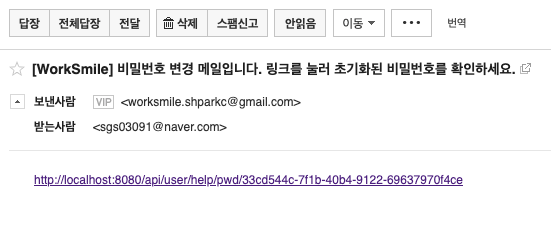 답장 전체답장 전달 삭제 스팸신고 안읽음 이동 ••• 번역
[WorkSmile] 비밀번호 변경 메일입니다. 링크를 눌러 초기화된 비밀번호를 확인하세요.
보낸사람 VIP <worksmile.shparkc@gmail.com>
받는사람 <sgs03091@naver.com>
http://localhost:8080/api/user/help/pwd/33cd544c-7f1b-40b4-9122-69637970f4ce